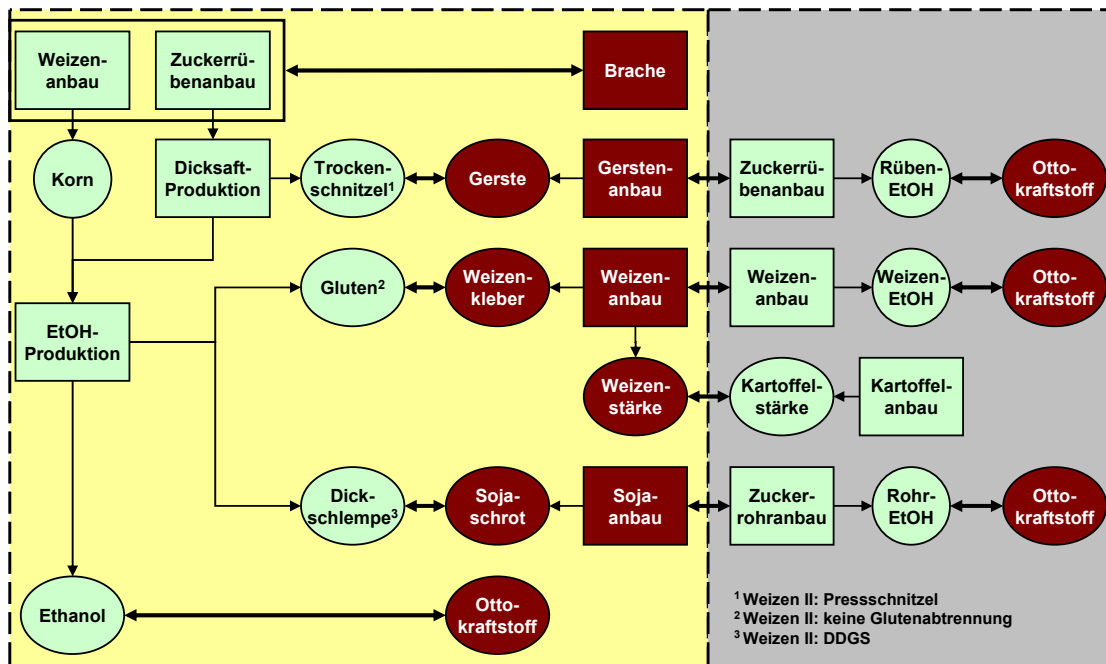 Weizen-
anbau
Zuckerrü-
benanbau
Brache
Korn
Dicksaft-
Produktion
Trocken-
schnitzel¹
Gerste
Gersten-
anbau
Zuckerrü-
benanbau
Rüben-
EtOH
Otto-
kraftstoff
EtOH-
Produktion
Gluten²
Weizen-
kleber
Weizen-
anbau
Weizen-
anbau
Weizen-
EtOH
Otto-
kraftstoff
Weizen-
stärke
Kartoffel-
stärke
Kartoffel-
anbau
Dick-
schlempe³
Soja-
schrot
Soja-
anbau
Zucker-
rohranbau
Rohr-
EtOH
Otto-
kraftstoff
Ethanol
Otto-
kraftstoff
¹ Weizen II: Pressschnitzel
² Weizen II: keine Glutenabtrennung
³ Weizen II: DDGS